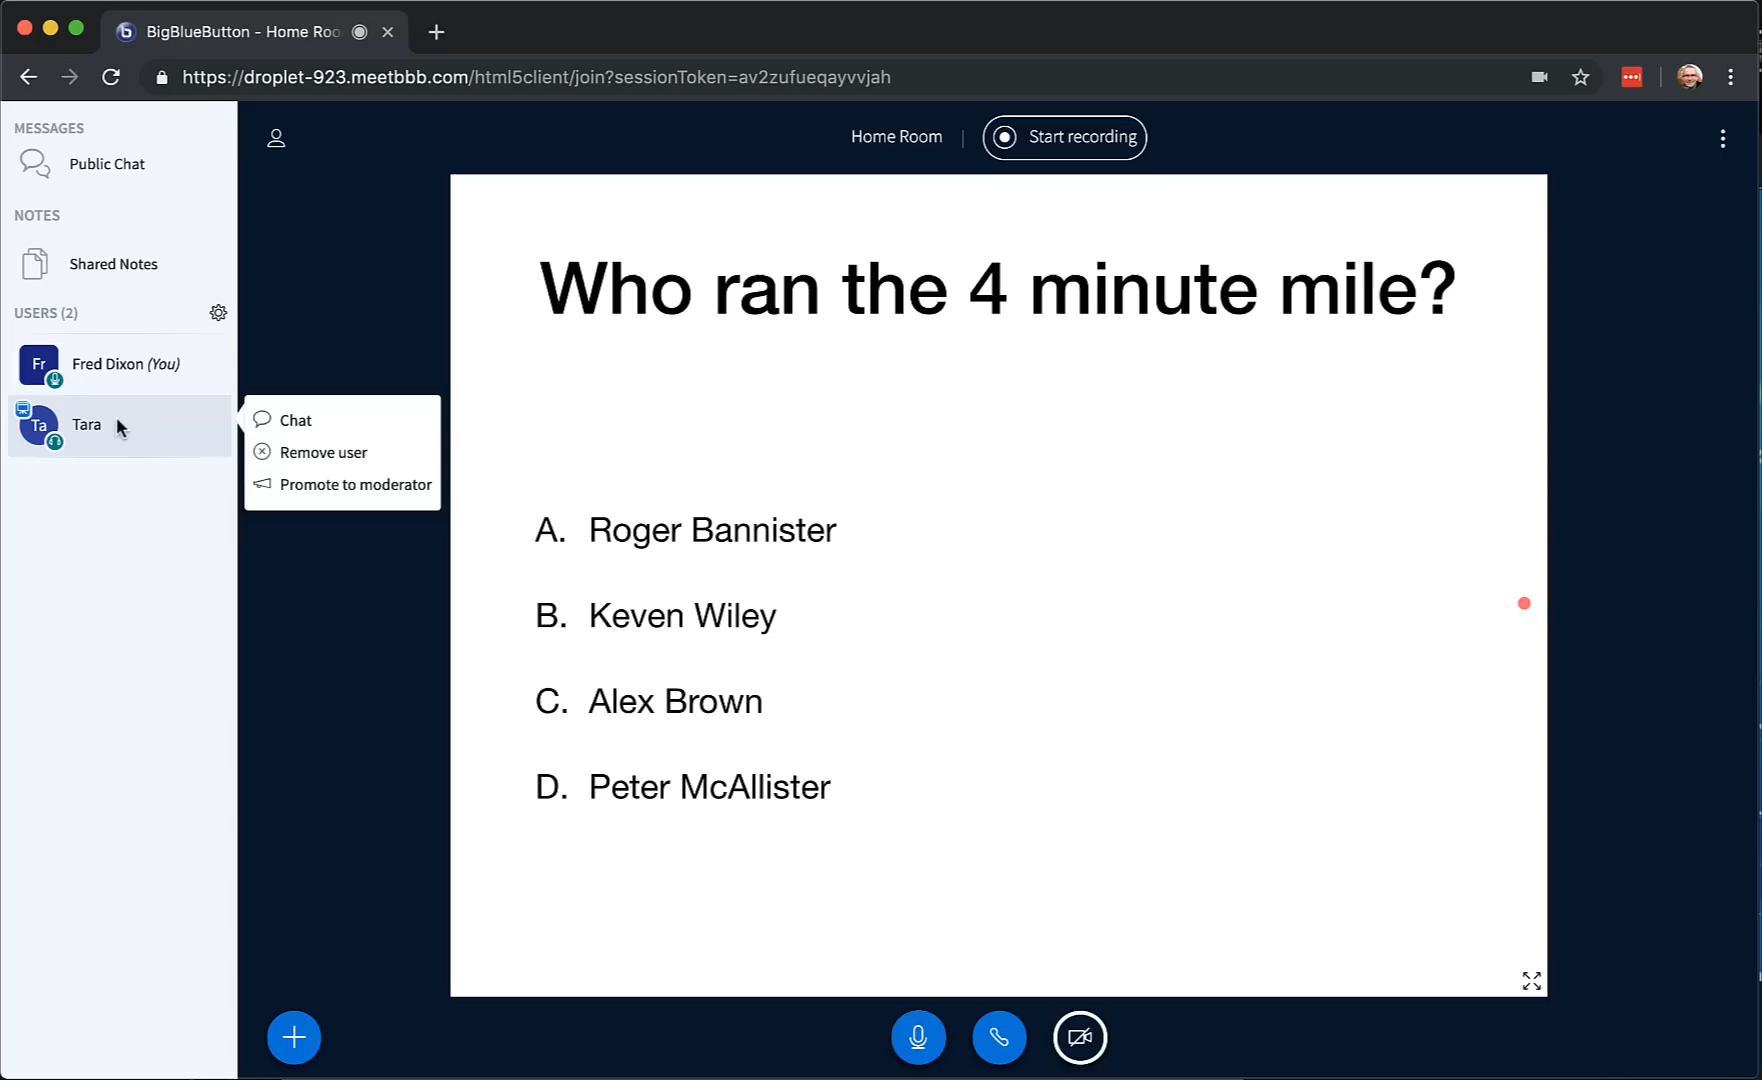 BigBlueButton - Home Roo
https://droplet-923.meetbbb.com/html5client/join?sessionToken=av2zufueqayvvjah
MESSAGES
Public Chat
NOTES
Shared Notes
USERS (2)
Fr
Fred Dixon (You)
Ta
Tara
Chat
Remove user
Promote to moderator
Home Room
Start recording
Who ran the 4 minute mile?
A. Roger Bannister
B. Keven Wiley
C. Alex Brown
D. Peter McAllister